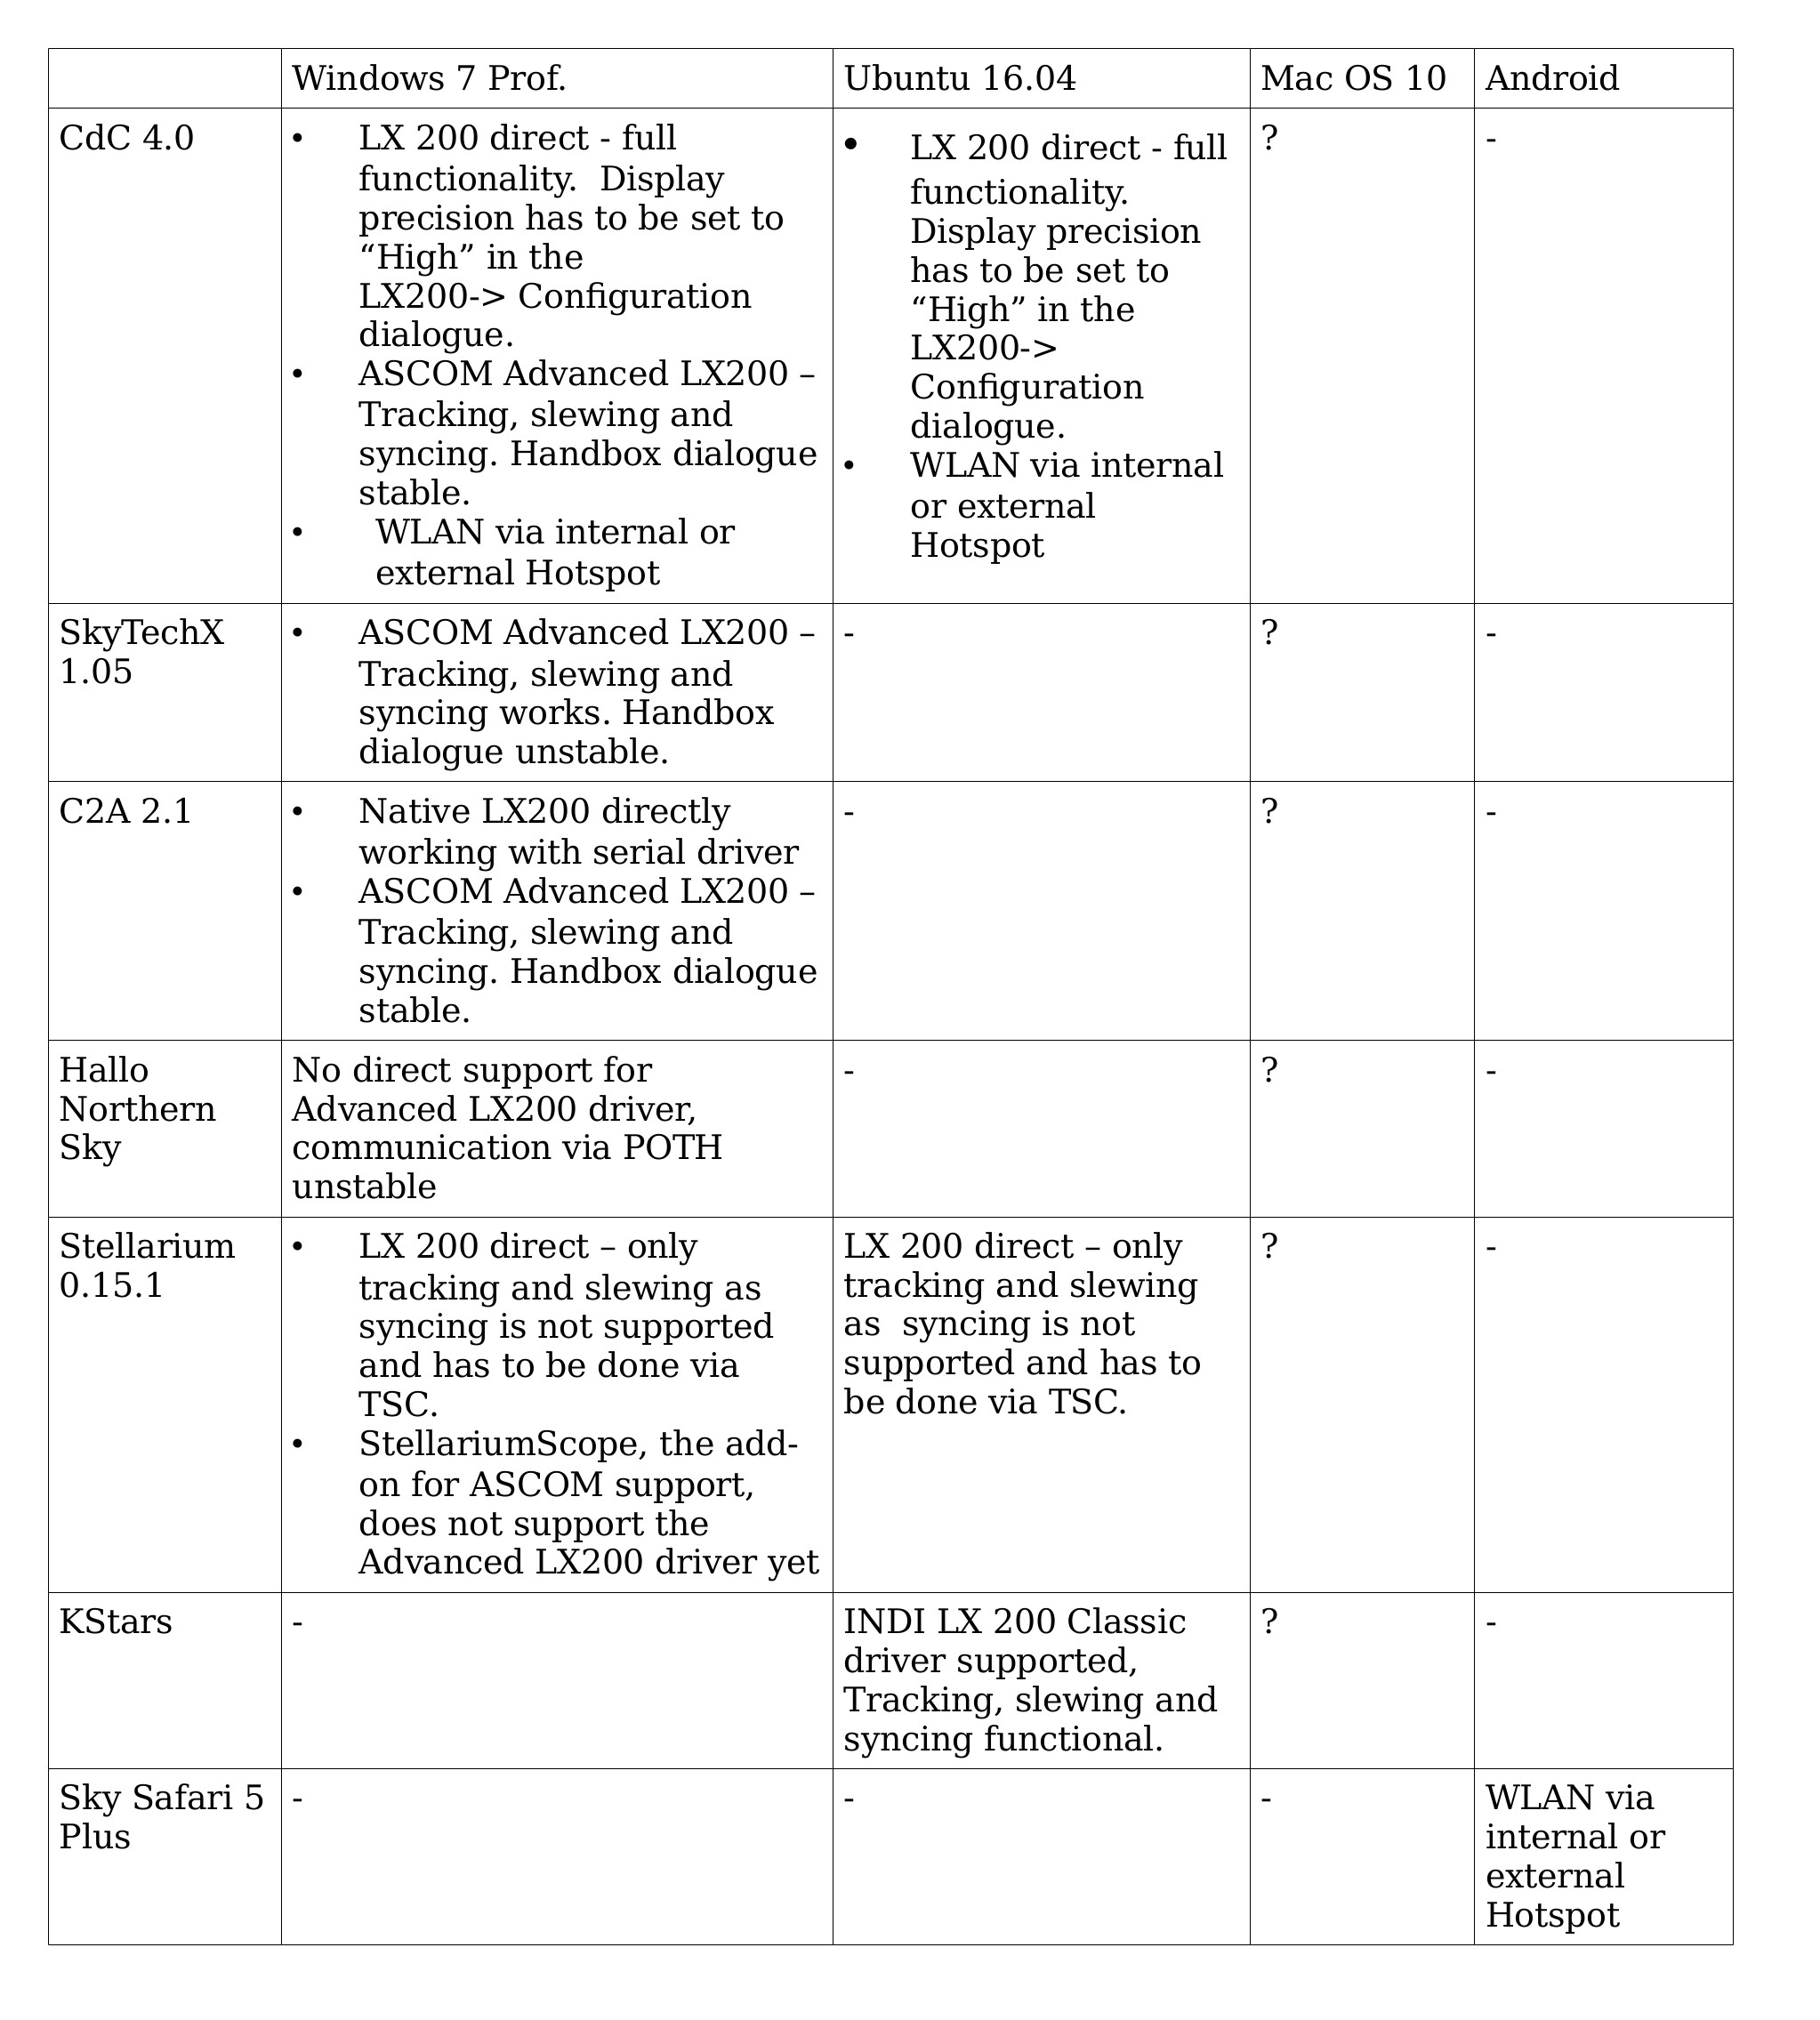 Windows 7 Prof.
Ubuntu 16.04
Mac OS 10
Android
CdC 4.0
• LX 200 direct - full
functionality.  Display
precision has to be set to
“High” in the
LX200-> Configuration
dialogue.
• ASCOM Advanced LX200 –
Tracking, slewing and
syncing. Handbox dialogue
stable.
• WLAN via internal or
external Hotspot
• LX 200 direct - full
functionality.
Display precision
has to be set to
“High” in the
LX200->
Configuration
dialogue.
• WLAN via internal
or external
Hotspot
?
-
SkyTechX
1.05
• ASCOM Advanced LX200 –
Tracking, slewing and
syncing works. Handbox
dialogue unstable.
-
?
-
C2A 2.1
• Native LX200 directly
working with serial driver
• ASCOM Advanced LX200 –
Tracking, slewing and
syncing. Handbox dialogue
stable.
-
?
-
Hallo
Northern
Sky
No direct support for
Advanced LX200 driver,
communication via POTH
unstable
-
?
-
Stellarium
0.15.1
• LX 200 direct – only
tracking and slewing as
syncing is not supported
and has to be done via
TSC.
• StellariumScope, the add-
on for ASCOM support,
does not support the
Advanced LX200 driver yet
LX 200 direct – only
tracking and slewing
as  syncing is not
supported and has to
be done via TSC.
?
-
KStars
-
INDI LX 200 Classic
driver supported,
Tracking, slewing and
syncing functional.
?
-
Sky Safari 5
Plus
-
-
-
WLAN via
internal or
external
Hotspot